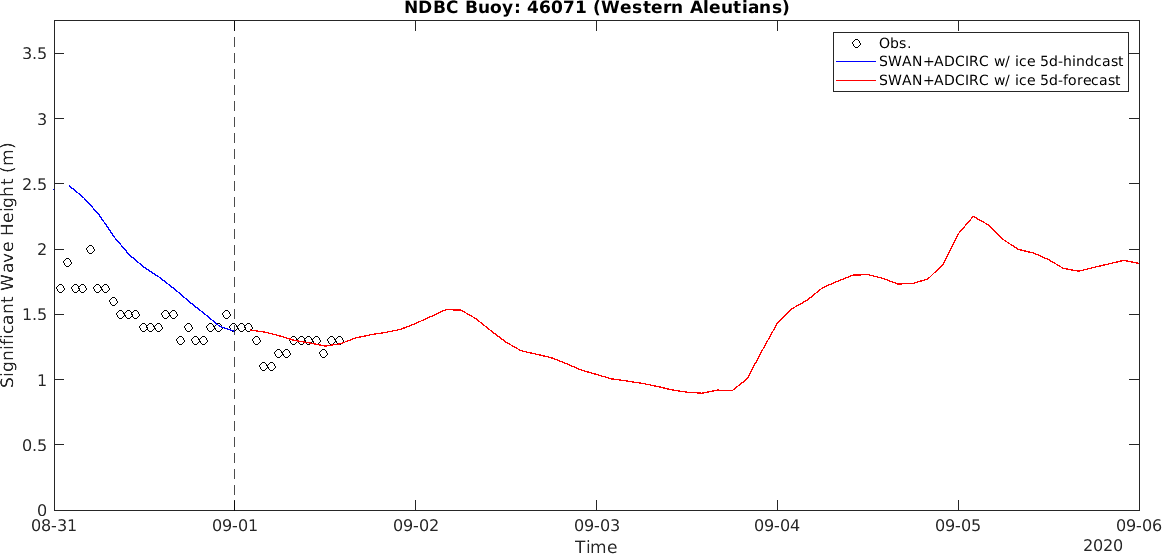 NDBC Buoy: 46071 (Western Aleutians)
Obs.
SWAN+ADCIRC w/ ice 5d-hindcast
SWAN+ADCIRC w/ ice 5d-forecast
Significant Wave Height (m)
3.5
3
2.5
2
1.5
1
0.5
0
08-31 09-01 09-02 09-03 09-04 09-05 09-06
Time
2020